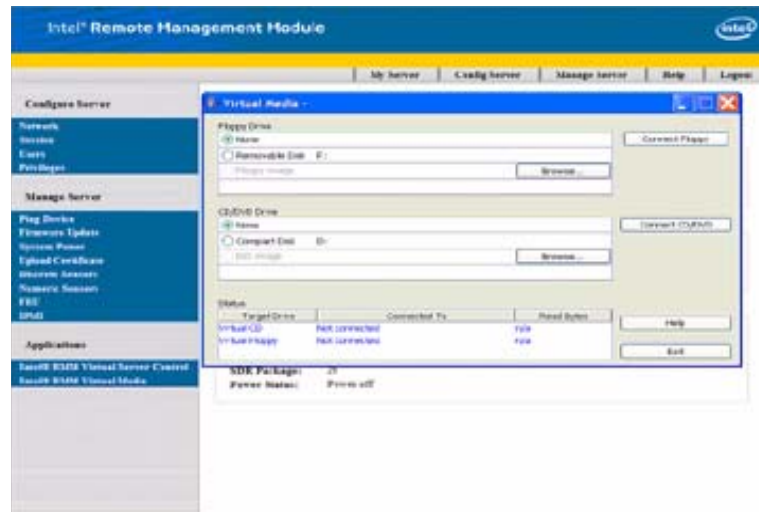 Intel® Remote Management Module
intel
My Server | Config Server | Manage Server | Help | Logout
Configure Server
Network
Session
Users
Privileges
Manage Server
Ping Device
Firmware Update
System Power
Upload Certificate
Discrete Sensors
Numeric Sensors
FRU
IPMI
Applications
Intel® RMM Virtual Server Control
Intel® RMM Virtual Media
Virtual Media -
Floppy Drive
None
Removable Disk F:
Floppy Image
Browse...
Connect Floppy
CD/DVD Drive
None
Compact Disk D:
ISO Image
Browse...
Connect CD/DVD
Status
Target Drive Connected To Read Bytes
Virtual CD Not connected n/a
Virtual Floppy Not connected n/a
Help
Exit
SDR Package:
Power Status: Power off